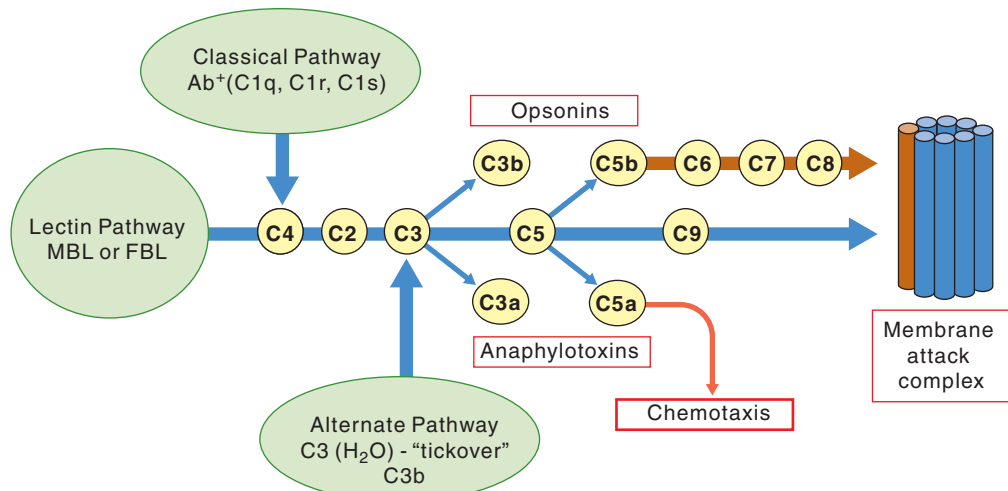 Classical Pathway
Ab⁺(C1q, C1r, C1s)
Opsonins
C3b
C5b
C6
C7
C8
Lectin Pathway
MBL or FBL
C4
C2
C3
C5
C9
C3a
C5a
Anaphylotoxins
Membrane
attack
complex
Chemotaxis
Alternate Pathway
C3 (H₂O) - “tickover”
C3b